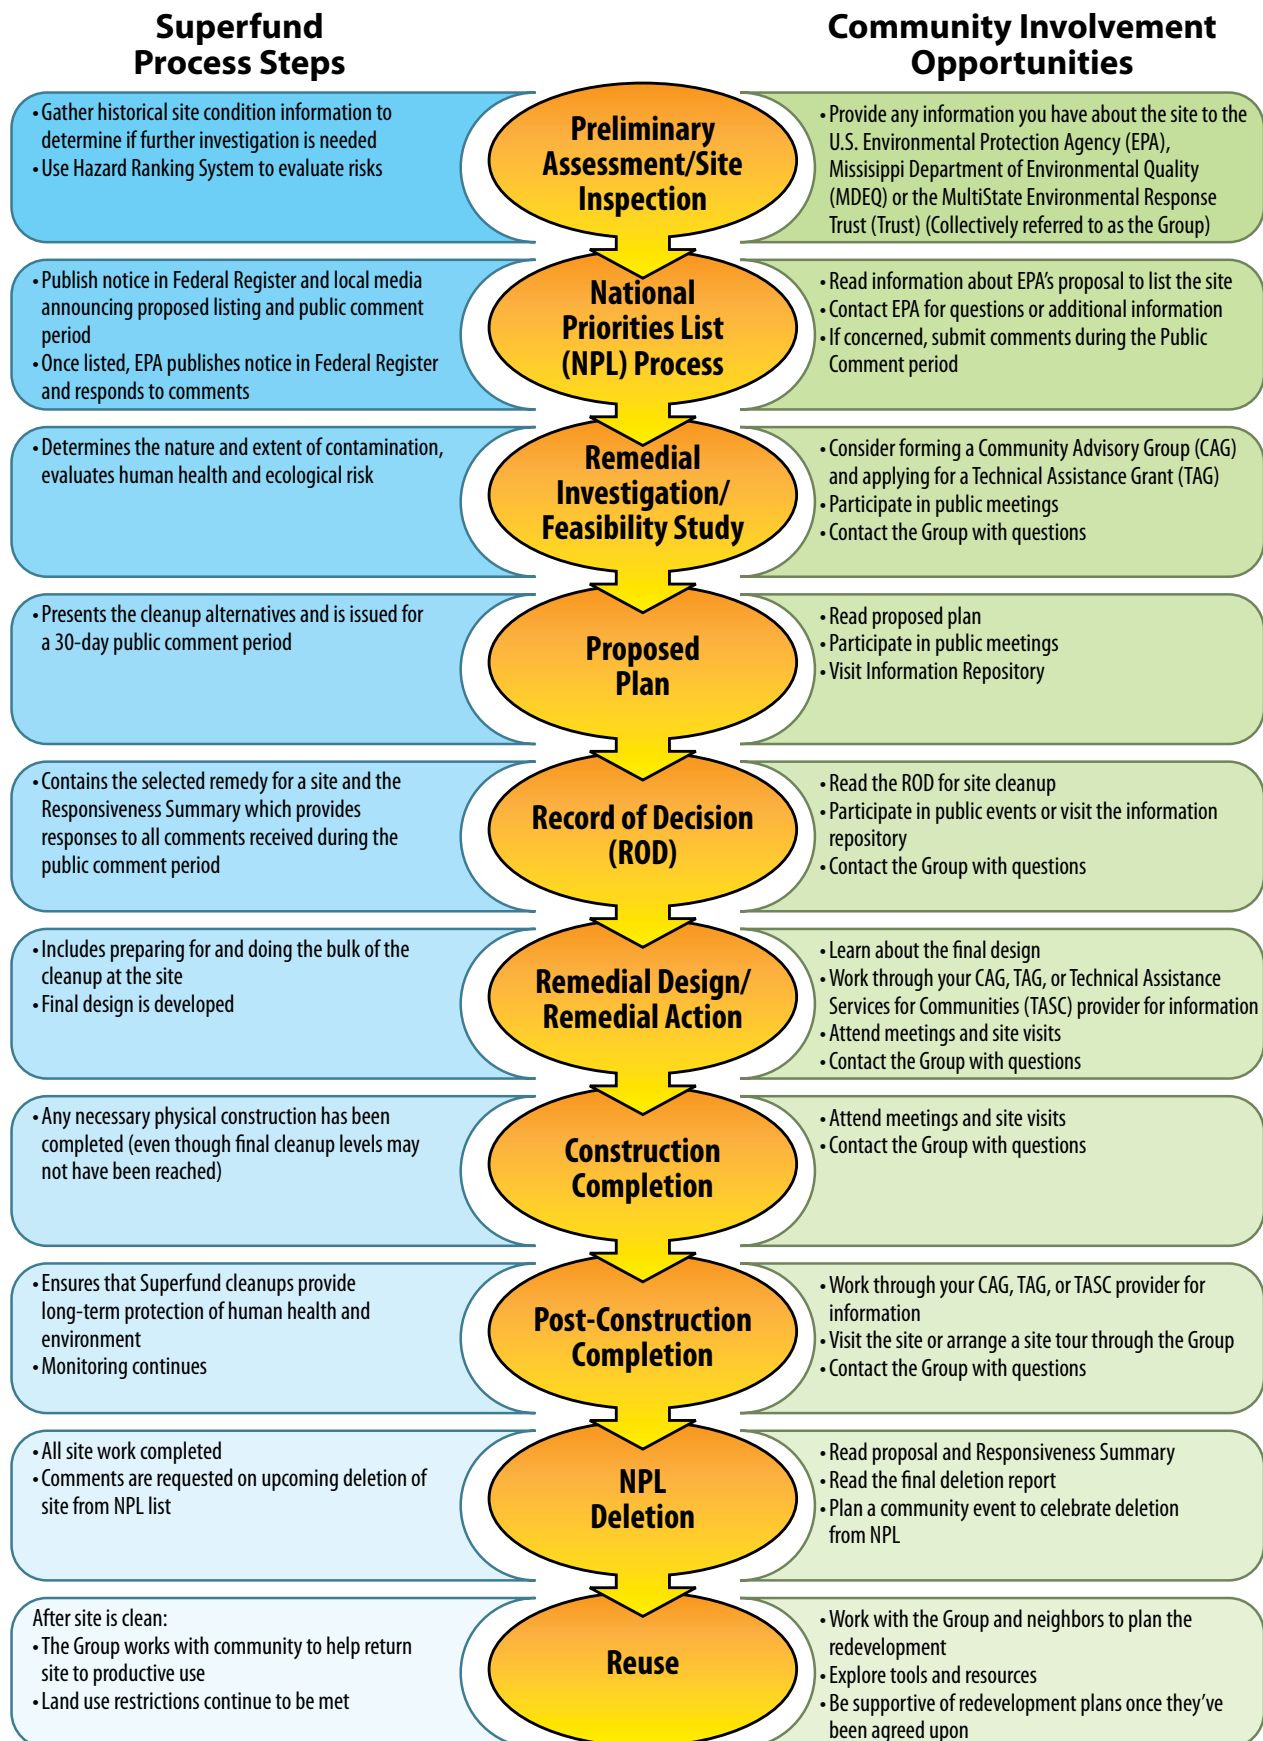 Superfund
Process Steps
Community Involvement
Opportunities
• Gather historical site condition information to
determine if further investigation is needed
• Use Hazard Ranking System to evaluate risks
Preliminary
Assessment/Site
Inspection
• Provide any information you have about the site to the
U.S. Environmental Protection Agency (EPA),
Missisippi Department of Environmental Quality
(MDEQ) or the MultiState Environmental Response
Trust (Trust) (Collectively referred to as the Group)
• Publish notice in Federal Register and local media
announcing proposed listing and public comment
period
• Once listed, EPA publishes notice in Federal Register
and responds to comments
National
Priorities List
(NPL) Process
• Read information about EPA's proposal to list the site
• Contact EPA for questions or additional information
• If concerned, submit comments during the Public
Comment period
• Determines the nature and extent of contamination,
evaluates human health and ecological risk
Remedial
Investigation/
Feasibility Study
• Consider forming a Community Advisory Group (CAG)
and applying for a Technical Assistance Grant (TAG)
• Participate in public meetings
• Contact the Group with questions
• Presents the cleanup alternatives and is issued for
a 30-day public comment period
Proposed
Plan
• Read proposed plan
• Participate in public meetings
• Visit Information Repository
• Contains the selected remedy for a site and the
Responsiveness Summary which provides
responses to all comments received during the
public comment period
Record of Decision
(ROD)
• Read the ROD for site cleanup
• Participate in public events or visit the information
repository
• Contact the Group with questions
• Includes preparing for and doing the bulk of the
cleanup at the site
• Final design is developed
Remedial Design/
Remedial Action
• Learn about the final design
• Work through your CAG, TAG, or Technical Assistance
Services for Communities (TASC) provider for information
• Attend meetings and site visits
• Contact the Group with questions
• Any necessary physical construction has been
completed (even though final cleanup levels may
not have been reached)
Construction
Completion
• Attend meetings and site visits
• Contact the Group with questions
• Ensures that Superfund cleanups provide
long-term protection of human health and
environment
• Monitoring continues
Post-Construction
Completion
• Work through your CAG, TAG, or TASC provider for
information
• Visit the site or arrange a site tour through the Group
• Contact the Group with questions
• All site work completed
• Comments are requested on upcoming deletion of
site from NPL list
NPL
Deletion
• Read proposal and Responsiveness Summary
• Read the final deletion report
• Plan a community event to celebrate deletion
from NPL
After site is clean:
• The Group works with community to help return
site to productive use
• Land use restrictions continue to be met
Reuse
• Work with the Group and neighbors to plan the
redevelopment
• Explore tools and resources
• Be supportive of redevelopment plans once they've
been agreed upon